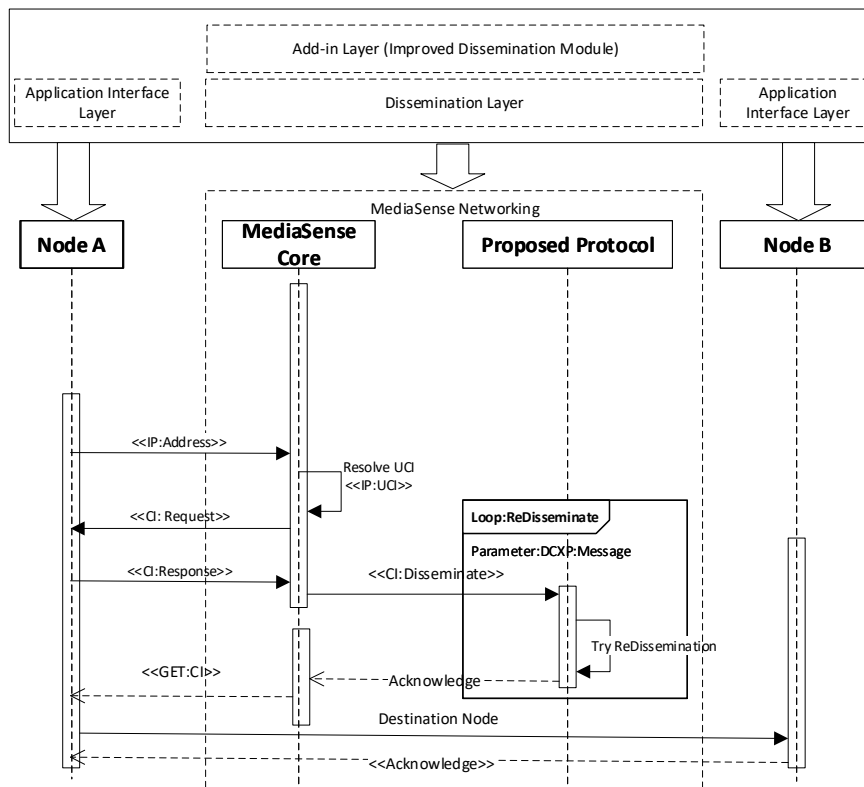 Add-in Layer (Improved Dissemination Module)
Application Interface
Layer
Dissemination Layer
Application
Interface Layer
MediaSense Networking
Node A
MediaSense
Core
Proposed Protocol
Node B
<<IP:Address>>
Resolve UCI
<<IP:UCI>>
<<CI: Request>>
Loop:ReDisseminate
Parameter:DCXP:Message
<<CI:Response>>
<<CI:Disseminate>>
Try ReDissemination
<<GET:CI>>
Acknowledge
Destination Node
<<Acknowledge>>